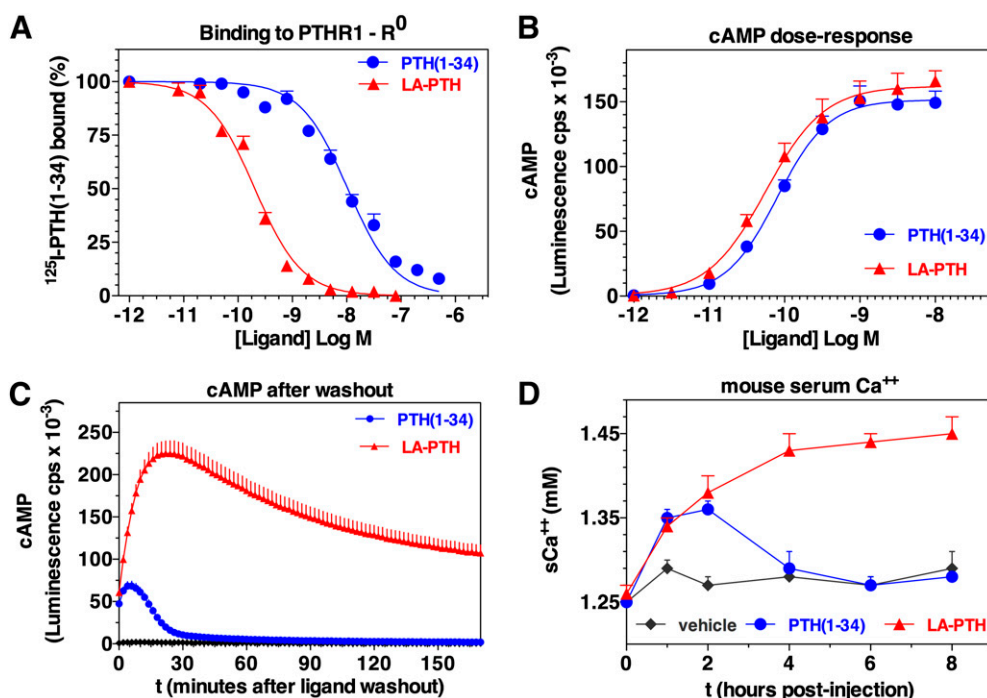 A
Binding to PTHR1 - R⁰
¹²⁵I-PTH(1-34) bound (%)
100
75
50
25
0
PTH(1-34)
LA-PTH
-12 -11 -10 -9 -8 -7 -6
[Ligand] Log M
B
cAMP dose-response
cAMP
(Luminescence cps x 10⁻³)
150
100
50
0
PTH(1-34)
LA-PTH
-12 -11 -10 -9 -8
[Ligand] Log M
C
cAMP after washout
cAMP
(Luminescence cps x 10⁻³)
250
200
150
100
50
0
PTH(1-34)
LA-PTH
0 30 60 90 120 150
t (minutes after ligand washout)
D
mouse serum Ca⁺⁺
sCa⁺⁺ (mM)
1.45
1.35
1.25
vehicle PTH(1-34) LA-PTH
0 2 4 6 8
t (hours post-injection)